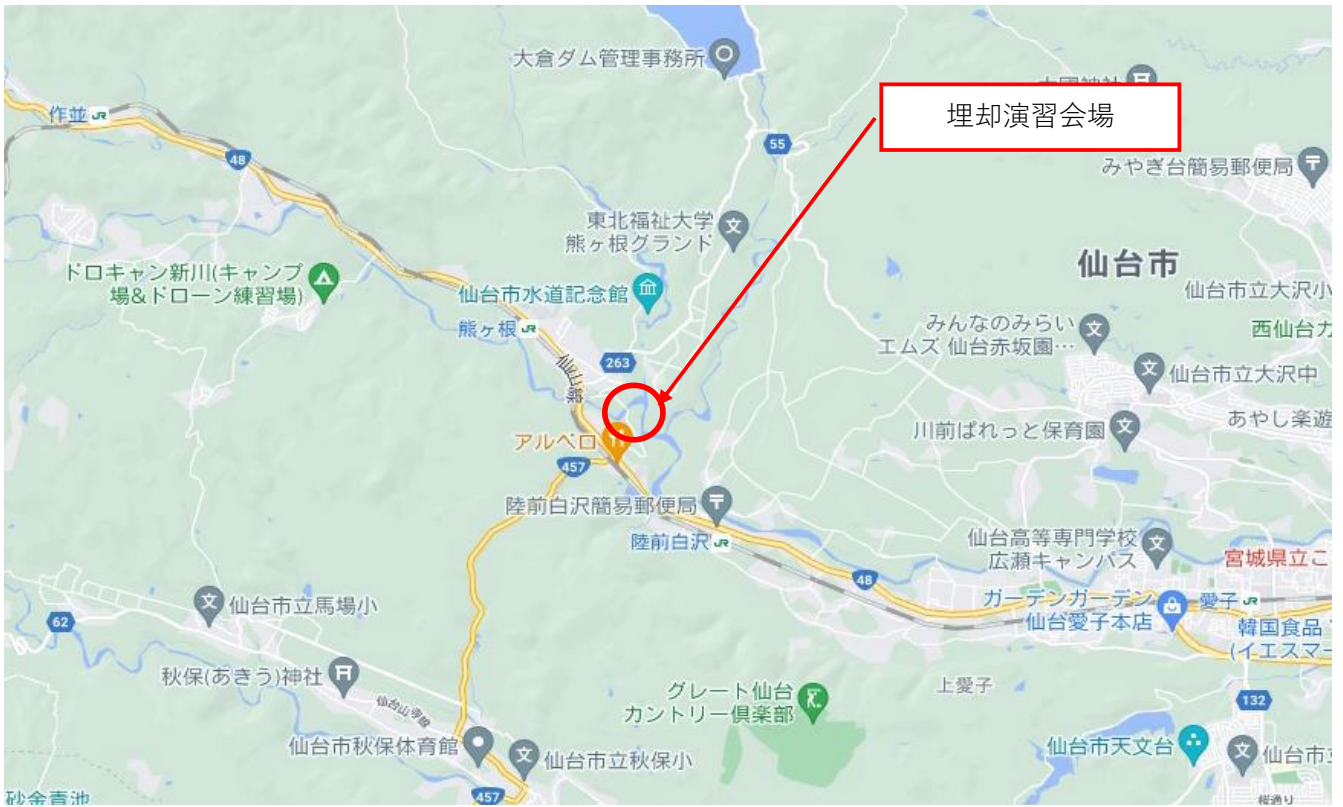 大倉ダム管理事務所
埋却演習会場
作並
48
55
みやぎ台簡易郵便局
東北福祉大学
熊ヶ根グランド
仙台市
ドロキャン新川(キャンプ
場&ドローン練習場)
仙台市水道記念館
仙台市立大沢小
熊ヶ根
みんなのみらい
エムズ 仙台赤坂園…
西仙台カ
263
仙山線
仙台市立大沢中
あやし楽遊
川前ぱれっと保育園
アルペロ
457
陸前白沢簡易郵便局
陸前白沢
仙台高等専門学校
広瀬キャンパス
宮城県立こ
48
ガーデンガーデン
仙台愛子本店
愛子
韓国食品
(イエスマー
仙台市立馬場小
62
秋保(あきう)神社
仙台山寺線
グレート仙台
カントリー倶楽部
上愛子
132
仙台市秋保体育館
仙台市立秋保小
仙台市天文台
仙台市立
457
砂金青池
桜通り